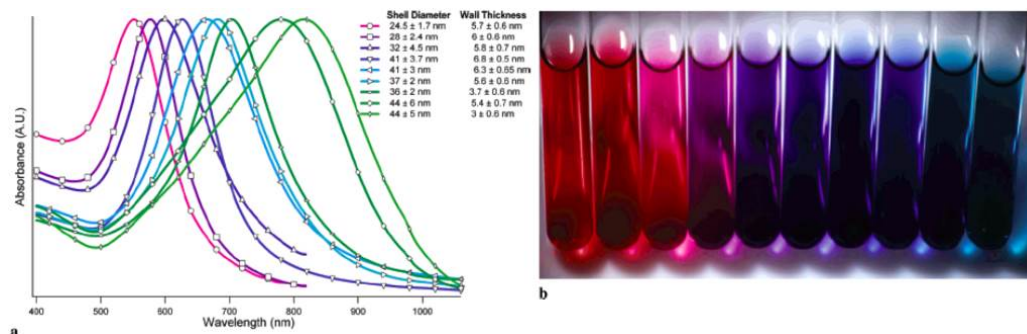 Shell Diameter Wall Thickness
24.5 ± 1.7 nm 5.7 ± 0.6 nm
28 ± 2.4 nm 6 ± 0.6 nm
32 ± 4.5 nm 5.8 ± 0.7 nm
41 ± 3.7 nm 6.8 ± 0.5 nm
41 ± 3 nm 6.3 ± 0.65 nm
37 ± 2 nm 5.6 ± 0.5 nm
36 ± 2 nm 3.7 ± 0.6 nm
44 ± 6 nm 5.4 ± 0.7 nm
44 ± 5 nm 3 ± 0.6 nm
Absorbance (A.U.)
400 500 600 700 800 900 1000
Wavelength (nm)
a
b